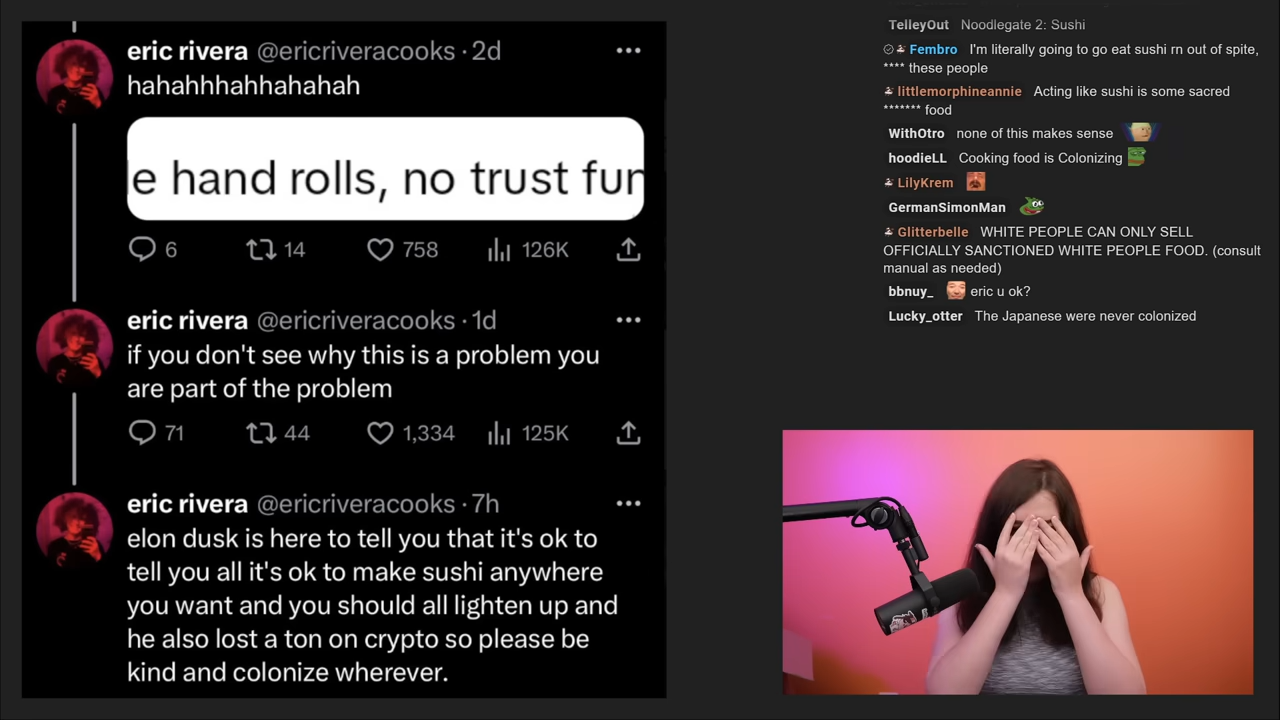 eric rivera @ericriveracooks · 2d
hahahhhahhahahah
e hand rolls, no trust fun
6 14 758 126K
eric rivera @ericriveracooks · 1d
if you don't see why this is a problem you
are part of the problem
71 44 1,334 125K
eric rivera @ericriveracooks · 7h
elon dusk is here to tell you that it's ok to
tell you all it's ok to make sushi anywhere
you want and you should all lighten up and
he also lost a ton on crypto so please be
kind and colonize wherever.
TelleyOut Noodlegate 2: Sushi
Fembro I'm literally going to go eat sushi rn out of spite,
**** these people
littlemorphineannie Acting like sushi is some sacred
******* food
WithOtro none of this makes sense
hoodieLL Cooking food is Colonizing
LilyKrem
GermanSimonMan
Glitterbelle WHITE PEOPLE CAN ONLY SELL
OFFICIALLY SANCTIONED WHITE PEOPLE FOOD. (consult
manual as needed)
bbnuy_ eric u ok?
Lucky_otter The Japanese were never colonized